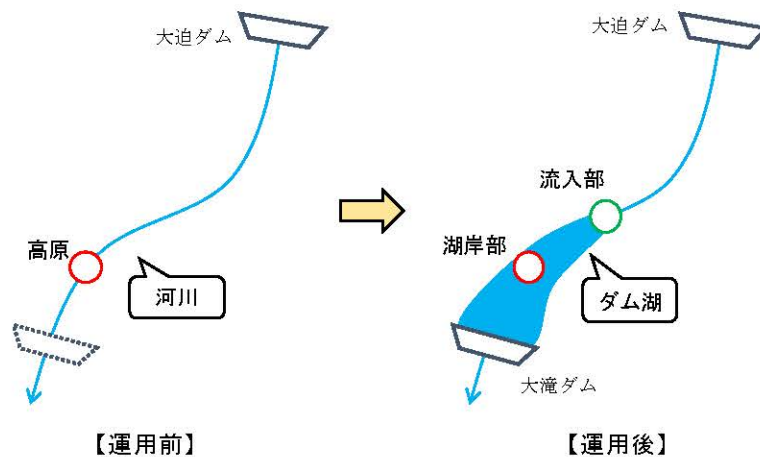 大迫ダム
高原
河川
【運用前】
大迫ダム
流入部
湖岸部
ダム湖
大滝ダム
【運用後】